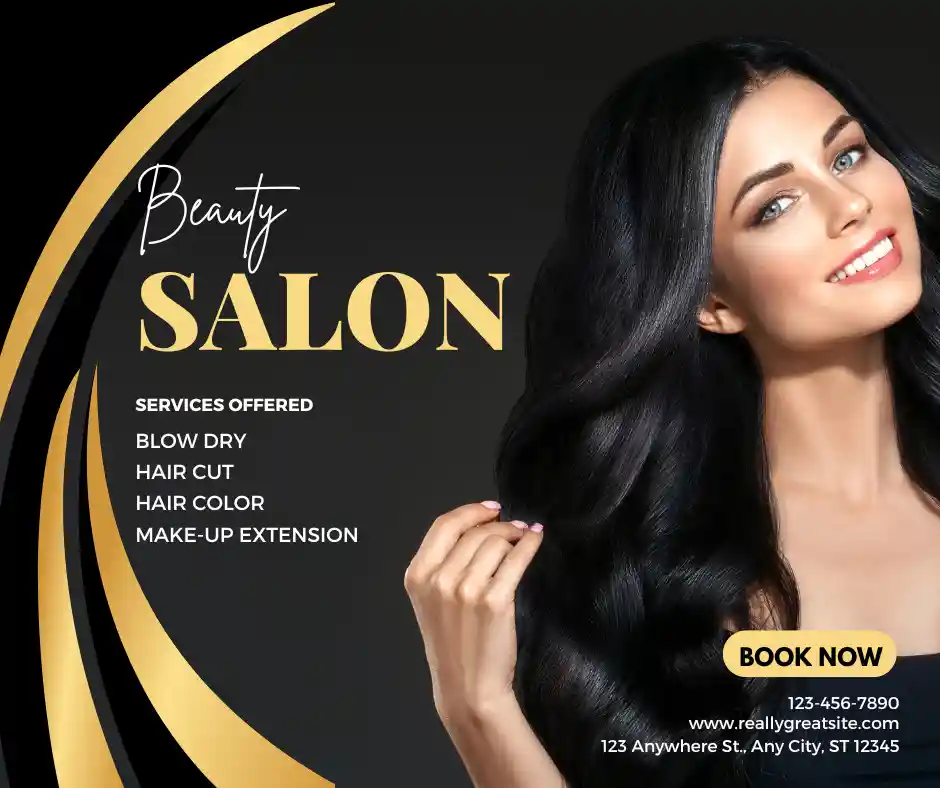 Beauty
SALON
SERVICES OFFERED
BLOW DRY
HAIR CUT
HAIR COLOR
MAKE-UP EXTENSION
BOOK NOW
123-456-7890
www.reallygreatsite.com
123 Anywhere St., Any City, ST 12345